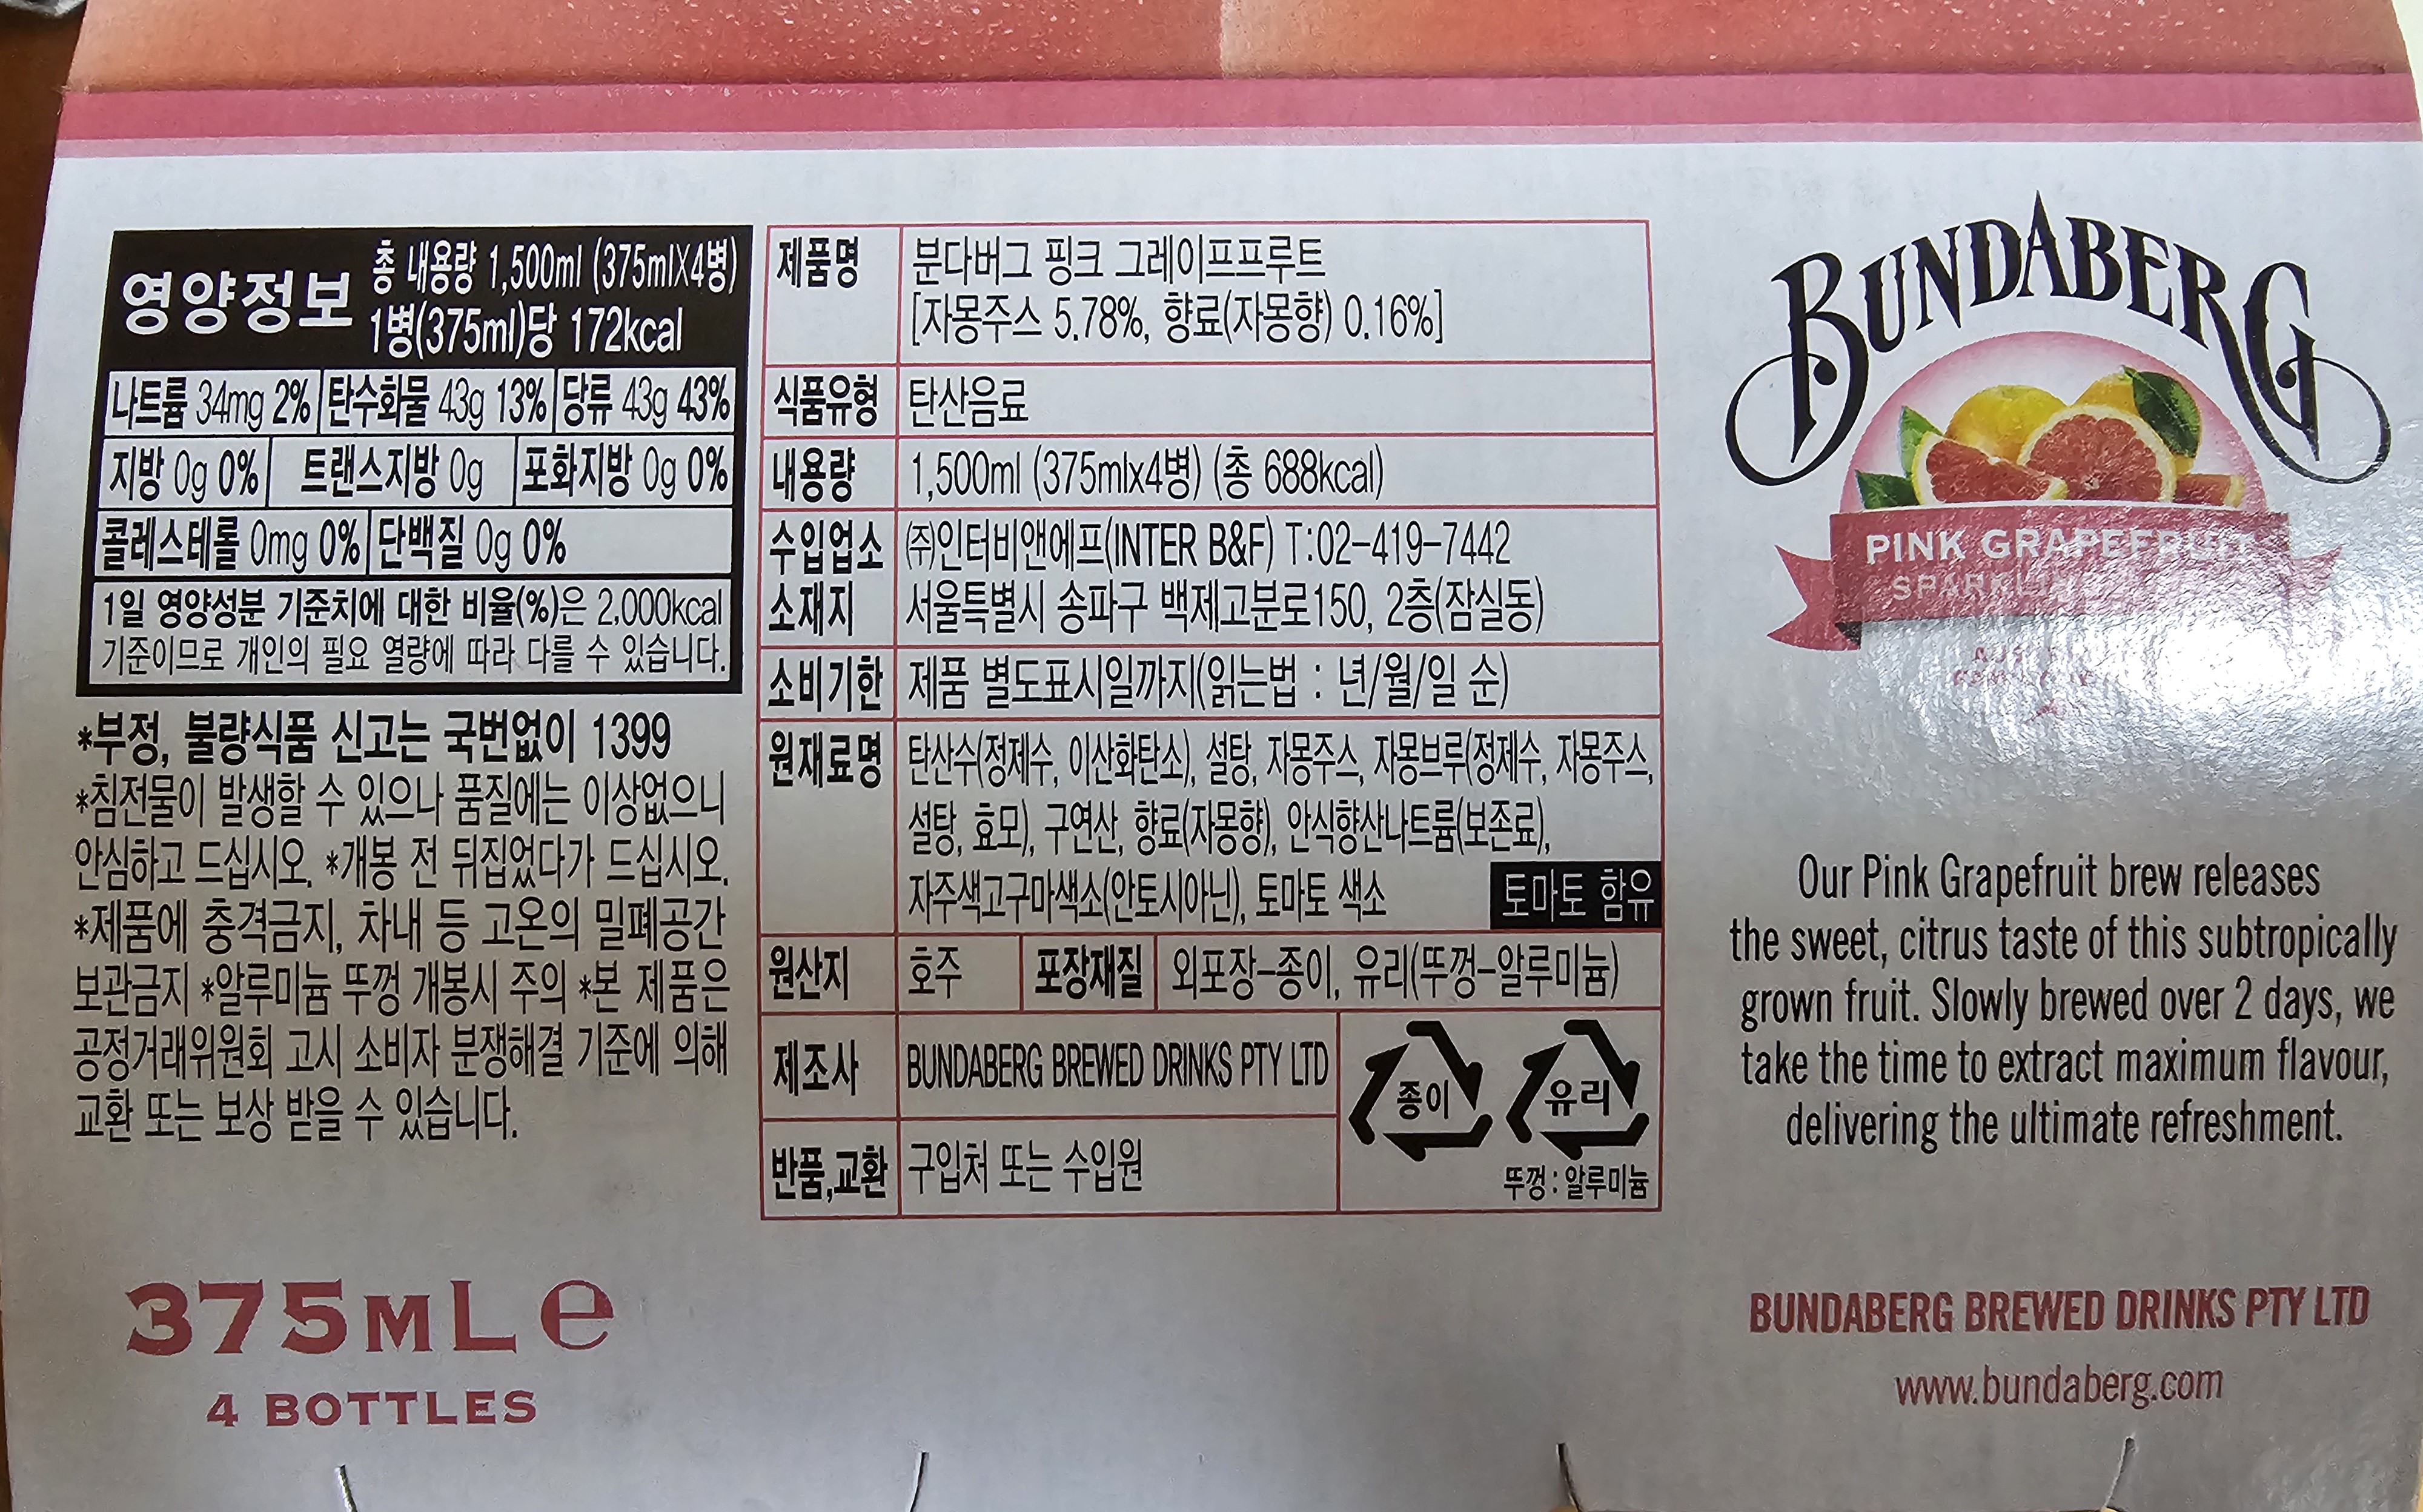 영양정보
총 내용량 1,500ml (375mlX4병)
1병(375ml)당 172kcal
나트륨 34mg 2% 탄수화물 43g 13% 당류 43g 43%
지방 0g 0% 트랜스지방 0g 포화지방 0g 0%
콜레스테롤 0mg 0% 단백질 0g 0%
1일 영양성분 기준치에 대한 비율(%)은 2,000kcal
기준이므로 개인의 필요 열량에 따라 다를 수 있습니다.
*부정, 불량식품 신고는 국번없이 1399
*침전물이 발생할 수 있으나 품질에는 이상없으니
안심하고 드십시오. *개봉 전 뒤집었다가 드십시오.
*제품에 충격금지, 차내 등 고온의 밀폐공간
보관금지 *알루미늄 뚜껑 개봉시 주의 *본 제품은
공정거래위원회 고시 소비자 분쟁해결 기준에 의해
교환 또는 보상 받을 수 있습니다.
375ML e
4 BOTTLES
제품명 분다버그 핑크 그레이프프루트
[자몽주스 5.78%, 향료(자몽향) 0.16%]
식품유형 탄산음료
내용량 1,500ml (375mlx4병) (총 688kcal)
수입업소 ㈜인터비앤에프(INTER B&F) T:02-419-7442
소재지 서울특별시 송파구 백제고분로150, 2층(잠실동)
소비기한 제품 별도표시일까지(읽는법 : 년/월/일 순)
원재료명 탄산수(정제수, 이산화탄소), 설탕, 자몽주스, 자몽브루(정제수, 자몽주스,
설탕, 효모), 구연산, 향료(자몽향), 안식향산나트륨(보존료),
자주색고구마색소(안토시아닌), 토마토 색소 토마토 함유
원산지 호주 포장재질 외포장-종이, 유리(뚜껑-알루미늄)
제조사 BUNDABERG BREWED DRINKS PTY LTD
종이 유리
뚜껑 : 알루미늄
반품,교환 구입처 또는 수입원
BUNDABERG
PINK GRAPEFRUIT
Our Pink Grapefruit brew releases
the sweet, citrus taste of this subtropically
grown fruit. Slowly brewed over 2 days, we
take the time to extract maximum flavour,
delivering the ultimate refreshment.
BUNDABERG BREWED DRINKS PTY LTD
www.bundaberg.com